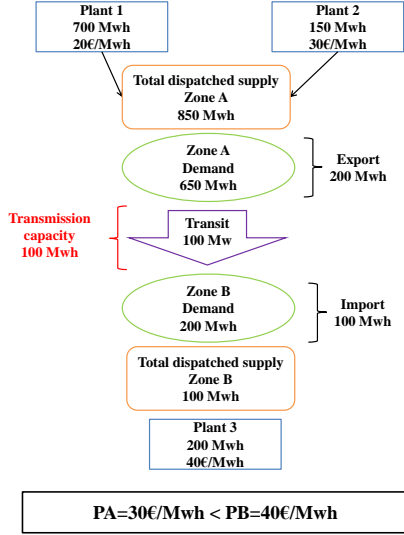 Plant 1
700 Mwh
20€/Mwh
Plant 2
150 Mwh
30€/Mwh
Total dispatched supply
Zone A
850 Mwh
Zone A
Demand
650 Mwh
Export
200 Mwh
Transmission
capacity
100 Mwh
Transit
100 Mw
Zone B
Demand
200 Mwh
Import
100 Mwh
Total dispatched supply
Zone B
100 Mwh
Plant 3
200 Mwh
40€/Mwh
PA=30€/Mwh < PB=40€/Mwh